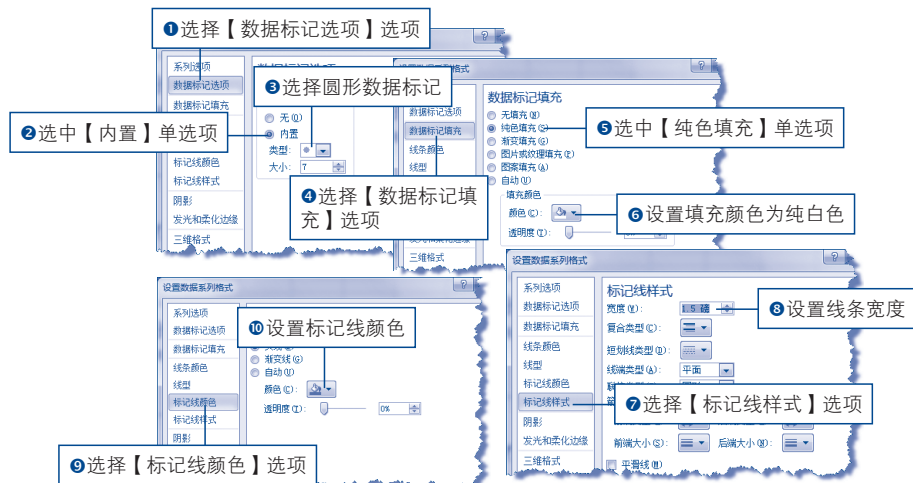 ❶选择【数据标记选项】选项
系列选项
数据标记选项
数据标记填充
标记线颜色
标记线样式
阴影
发光和柔化边缘
三维格式
❷选中【内置】单选项
❸选择圆形数据标记
无(O)
内置
类型:
大小: 7
❹选择【数据标记填
充】选项
数据标记选项
数据标记填充
线条颜色
线型
三维格式
数据标记填充
无填充(N)
纯色填充(S)
渐变填充(G)
图片或纹理填充(P)
图案填充(A)
自动(U)
填充颜色
颜色(C):
透明度(T):
❺选中【纯色填充】单选项
❻设置填充颜色为纯白色
设置数据系列格式
系列选项
数据标记选项
数据标记填充
线条颜色
线型
标记线颜色
标记线样式
阴影
发光和柔化边缘
三维格式
标记线样式
宽度(W): 1.5 磅
复合类型(C):
短划线类型(D):
线端类型(A): 平面
前端大小(S):
后端大小(N):
平滑线(M)
❼选择【标记线样式】选项
❽设置线条宽度
设置数据系列格式
系列选项
数据标记选项
数据标记填充
线条颜色
线型
标记线颜色
标记线样式
阴影
渐变线(G)
自动(U)
颜色(C):
透明度(T): 0%
❾选择【标记线颜色】选项
❿设置标记线颜色